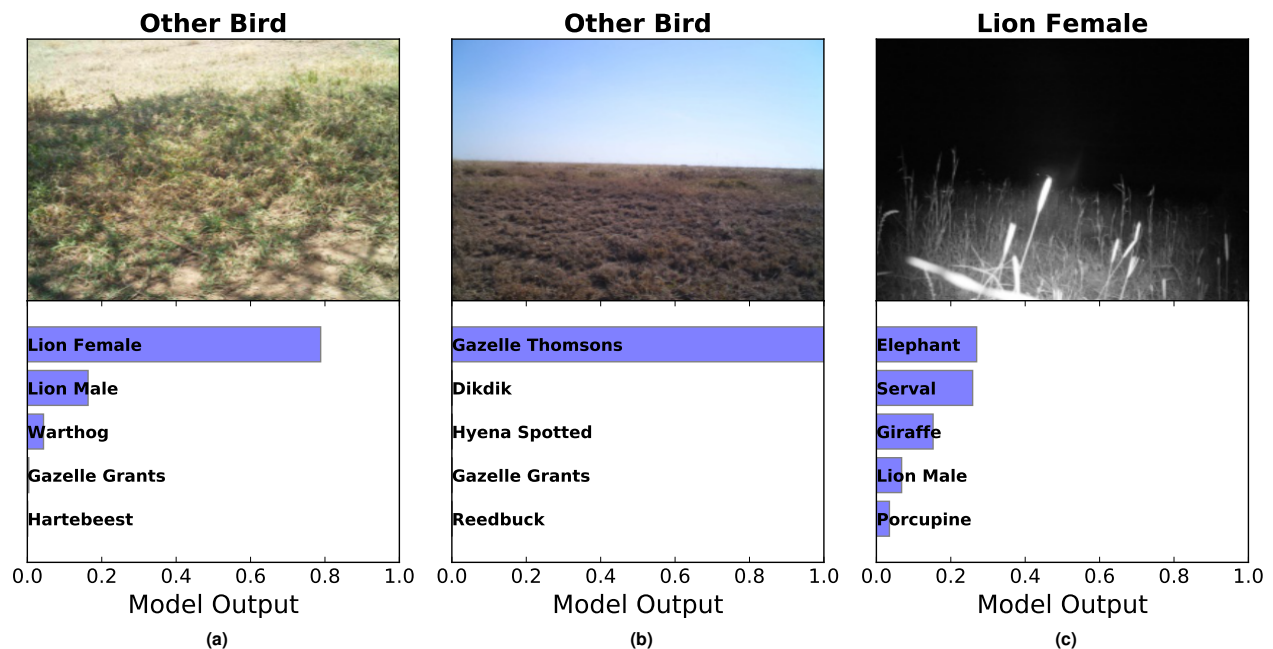 Other Bird
Lion Female
Lion Male
Warthog
Gazelle Grants
Hartebeest
0.0 0.2 0.4 0.6 0.8 1.0
Model Output
(a)
Other Bird
Gazelle Thomsons
Dikdik
Hyena Spotted
Gazelle Grants
Reedbuck
0.0 0.2 0.4 0.6 0.8 1.0
Model Output
(b)
Lion Female
Elephant
Serval
Giraffe
Lion Male
Porcupine
0.0 0.2 0.4 0.6 0.8 1.0
Model Output
(c)